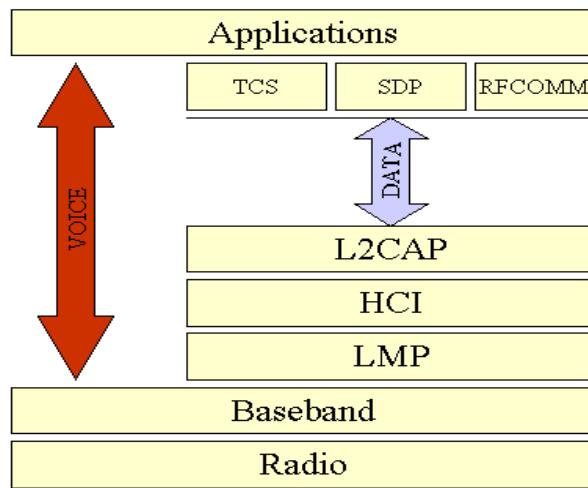 Applications
TCS SDP RFCOMM
VOICE
DATA
L2CAP
HCI
LMP
Baseband
Radio